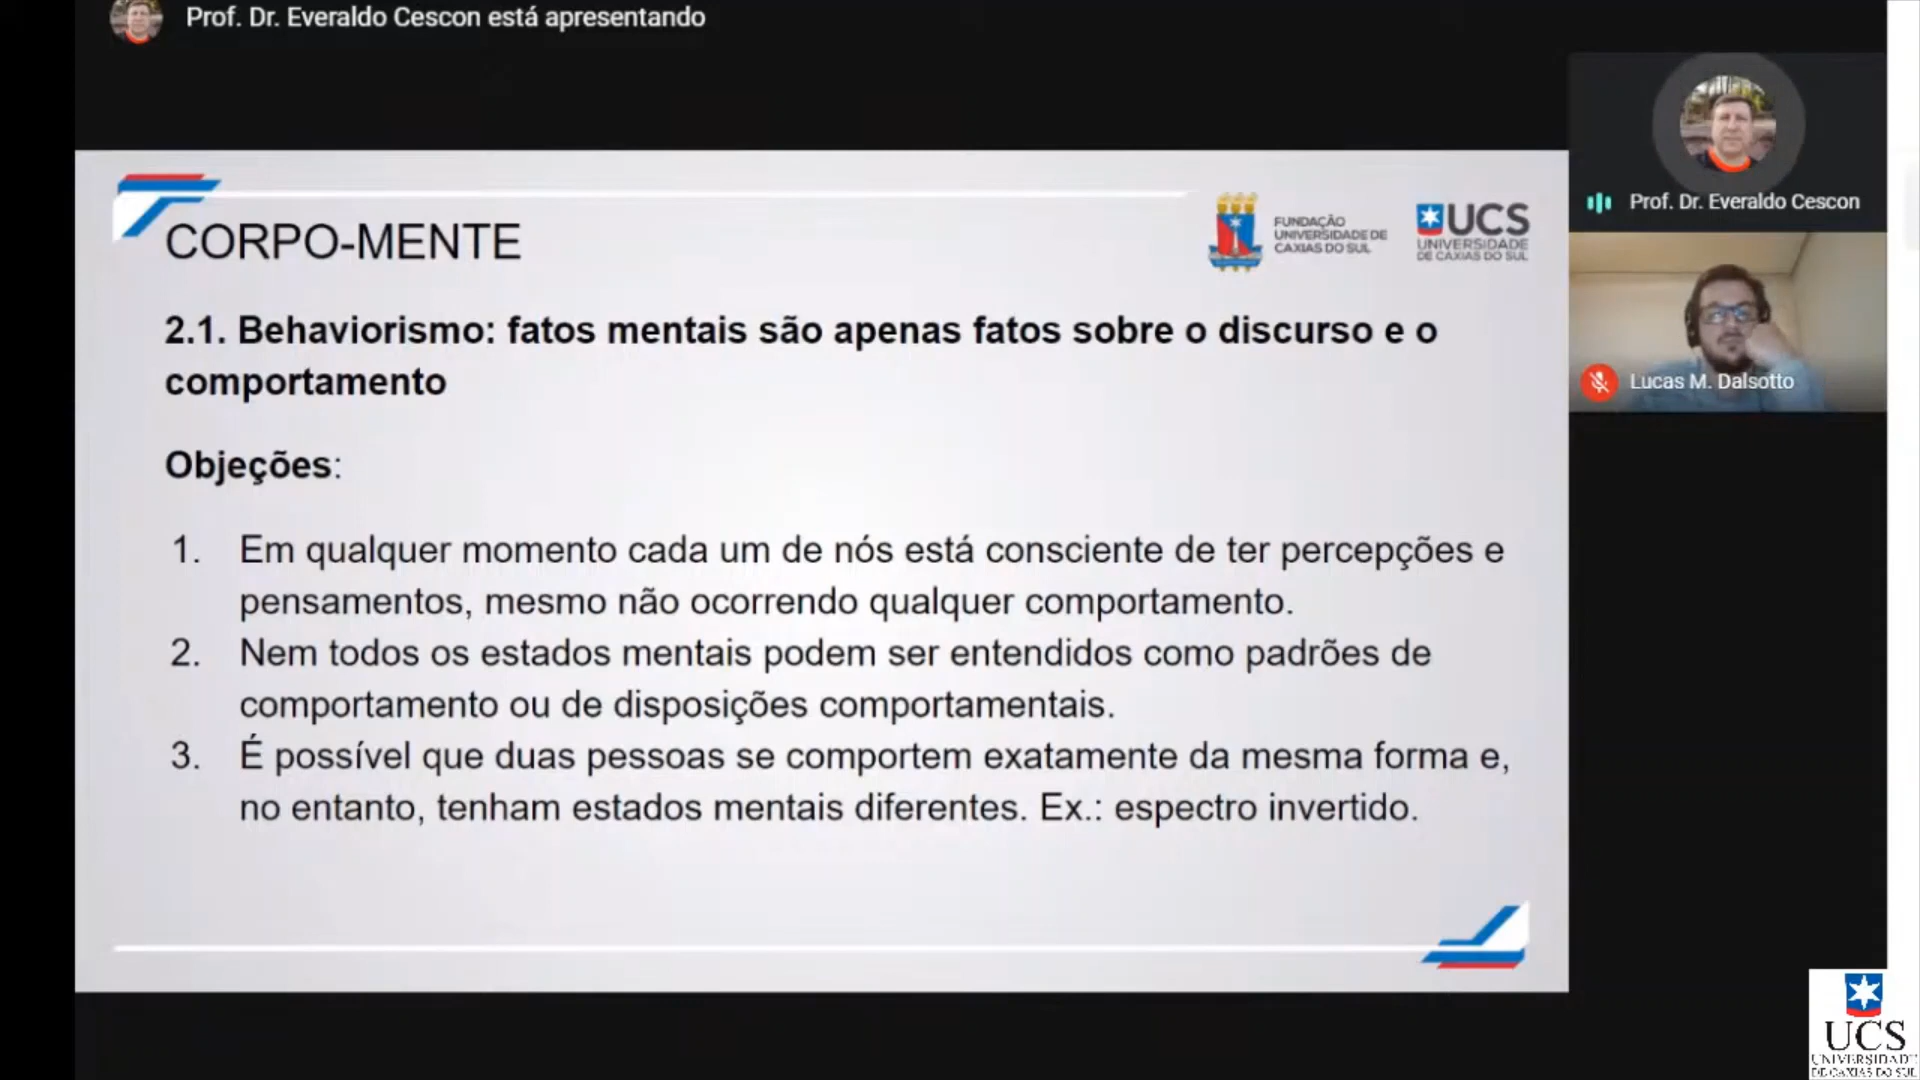 Prof. Dr. Everaldo Cescon está apresentando
CORPO-MENTE
FUNDAÇÃO
UNIVERSIDADE DE
CAXIAS DO SUL
UCS
UNIVERSIDADE
DE CAXIAS DO SUL
2.1. Behaviorismo: fatos mentais são apenas fatos sobre o discurso e o
comportamento
Objeções:
1. Em qualquer momento cada um de nós está consciente de ter percepções e
pensamentos, mesmo não ocorrendo qualquer comportamento.
2. Nem todos os estados mentais podem ser entendidos como padrões de
comportamento ou de disposições comportamentais.
3. É possível que duas pessoas se comportem exatamente da mesma forma e,
no entanto, tenham estados mentais diferentes. Ex.: espectro invertido.
Prof. Dr. Everaldo Cescon
Lucas M. Dalsotto
UCS
UNIVERSIDADE
DE CAXIAS DO SUL